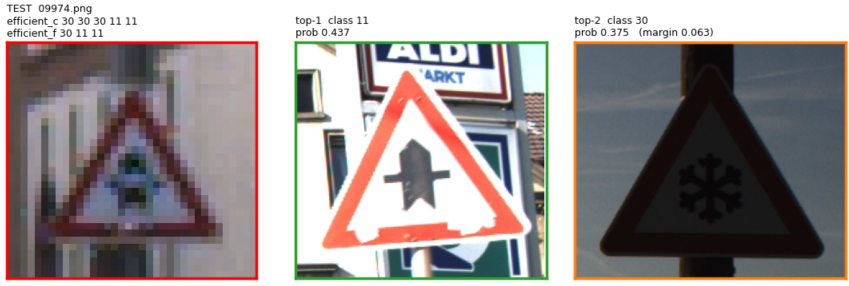 TEST 09974.png
efficient_c 30 30 30 11 11
efficient_f 30 11 11
top-1 class 11
prob 0.437
top-2 class 30
prob 0.375 (margin 0.063)
ALDI
MARKT